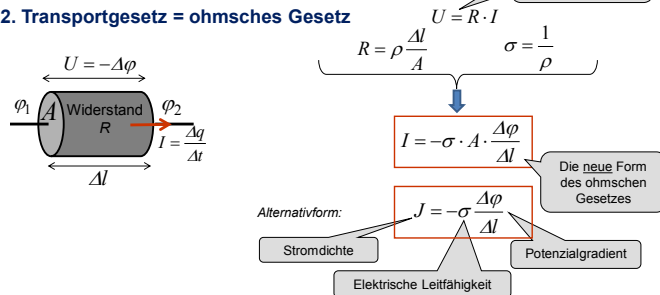 2. Transportgesetz = ohmsches Gesetz
U = R · I
R = ρ Δl/A
σ = 1/ρ
U = −Δφ
φ₁
A
Widerstand
R
φ₂
I = Δq/Δt
Δl
I = −σ · A · Δφ/Δl
Die neue Form
des ohmschen
Gesetzes
Alternativform:
J = −σ Δφ/Δl
Stromdichte
Potenzialgradient
Elektrische Leitfähigkeit